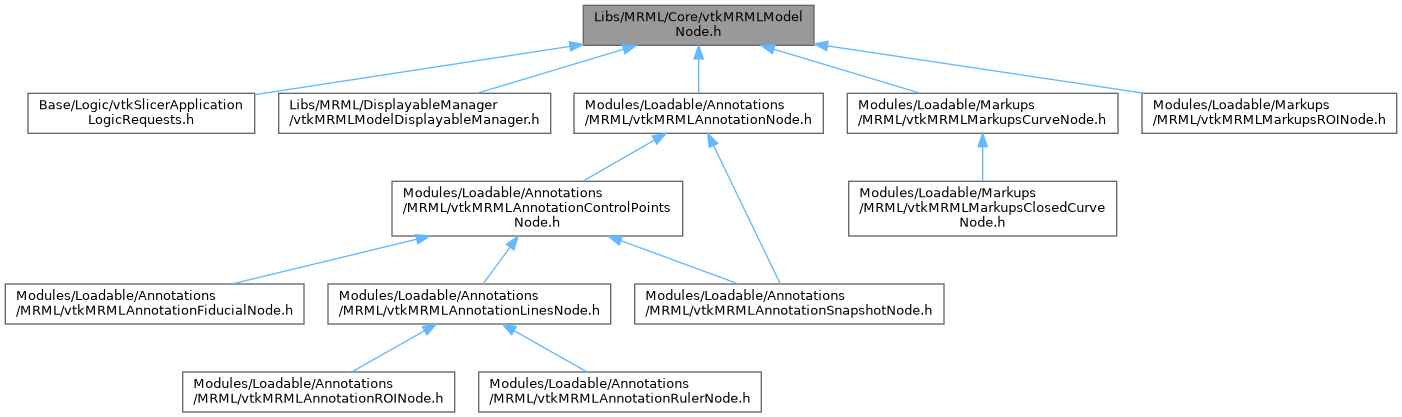 Libs/MRML/Core/vtkMRMLModel
Node.h
Base/Logic/vtkSlicerApplication
LogicRequests.h
Libs/MRML/DisplayableManager
/vtkMRMLModelDisplayableManager.h
Modules/Loadable/Annotations
/MRML/vtkMRMLAnnotationNode.h
Modules/Loadable/Markups
/MRML/vtkMRMLMarkupsCurveNode.h
Modules/Loadable/Markups
/MRML/vtkMRMLMarkupsROINode.h
Modules/Loadable/Annotations
/MRML/vtkMRMLAnnotationControlPoints
Node.h
Modules/Loadable/Markups
/MRML/vtkMRMLMarkupsClosedCurve
Node.h
Modules/Loadable/Annotations
/MRML/vtkMRMLAnnotationFiducialNode.h
Modules/Loadable/Annotations
/MRML/vtkMRMLAnnotationLinesNode.h
Modules/Loadable/Annotations
/MRML/vtkMRMLAnnotationSnapshotNode.h
Modules/Loadable/Annotations
/MRML/vtkMRMLAnnotationROINode.h
Modules/Loadable/Annotations
/MRML/vtkMRMLAnnotationRulerNode.h